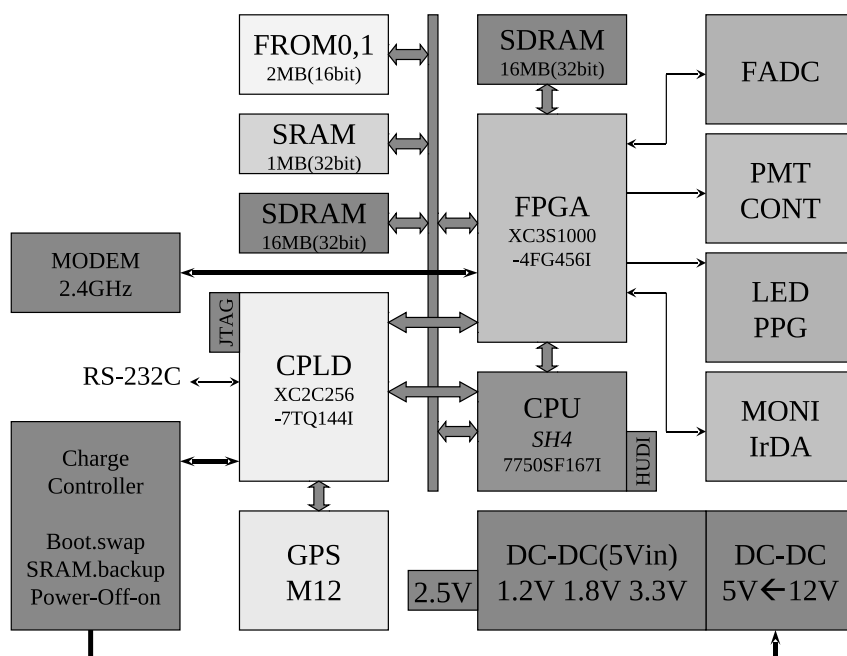 FROM0,1
2MB(16bit)
SDRAM
16MB(32bit)
FADC
SRAM
1MB(32bit)
FPGA
XC3S1000
-4FG456I
PMT
CONT
SDRAM
16MB(32bit)
MODEM
2.4GHz
LED
PPG
JTAG
CPLD
XC2C256
-7TQ144I
RS-232C
CPU
SH4
7750SF167I
HUDI
MONI
IrDA
Charge
Controller
Boot.swap
SRAM.backup
Power-Off-on
GPS
M12
2.5V
DC-DC(5Vin)
1.2V 1.8V 3.3V
DC-DC
5V←12V